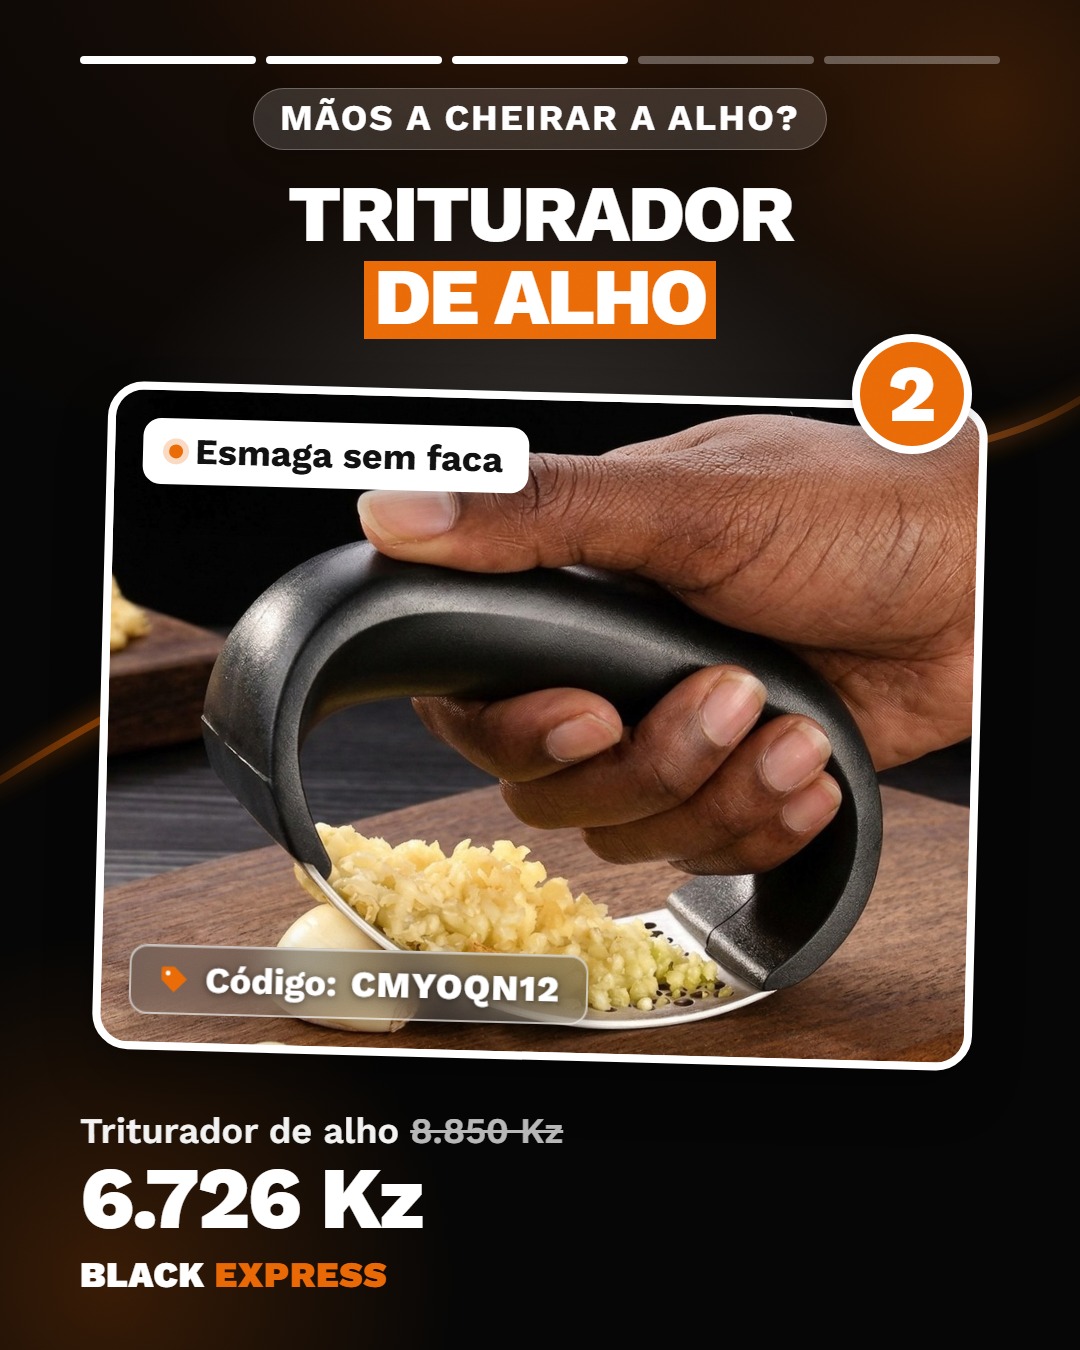 MÃOS A CHEIRAR A ALHO?
TRITURADOR
DE ALHO
2
Esmaga sem faca
Código: CMYOQN12
Triturador de alho 8.850 Kz
6.726 Kz
BLACK EXPRESS